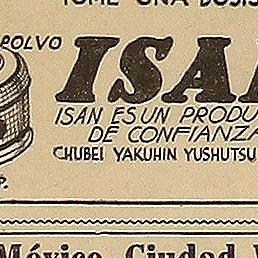 TOME UNA DOSIS
POLVO
ISA
ISAN ES UN PRODU
DE CONFIANZA
CHUBEI YAKUHIN YUSHUTSU
P.
México, Ciudad